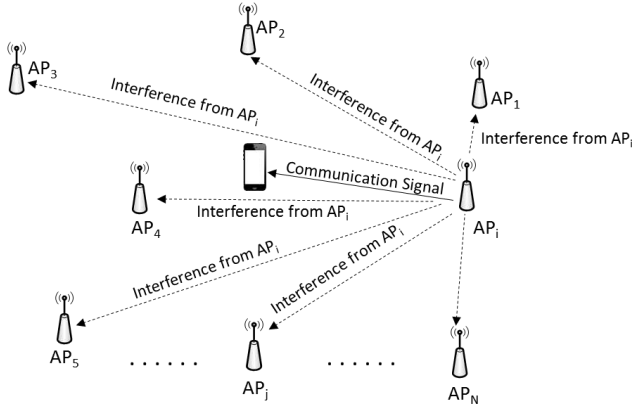 AP₂
AP₃
Interference from APᵢ
Interference from APᵢ
AP₁
Interference from APᵢ
Communication Signal
AP₄
Interference from APᵢ
APᵢ
Interference from APᵢ
Interference from APᵢ
AP₅
. . . . . .
APⱼ
. . . . . .
AP_N